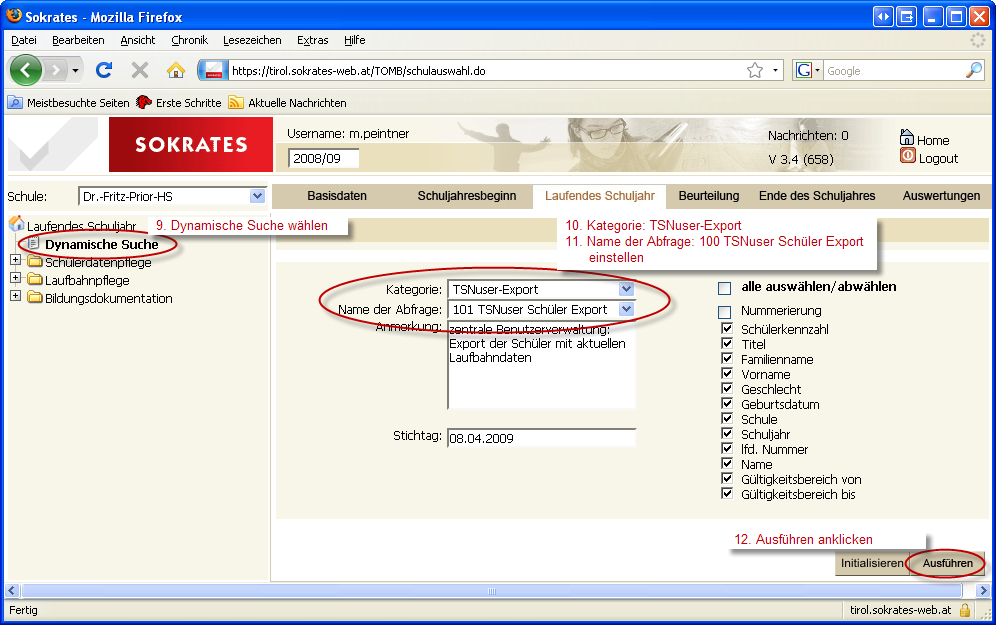 Sokrates - Mozilla Firefox
Datei Bearbeiten Ansicht Chronik Lesezeichen Extras Hilfe
https://tirol.sokrates-web.at/TOMB/schulauswahl.do
G Google
Meistbesuchte Seiten Erste Schritte Aktuelle Nachrichten
SOKRATES
Username: m.peintner
2008/09
Nachrichten: 0
V 3,4 (658)
Home
Logout
Schule: Dr.-Fritz-Prior-HS
Basisdaten Schuljahresbeginn Laufendes Schuljahr Beurteilung Ende des Schuljahres Auswertungen
Laufendes Schuljahr
9. Dynamische Suche wählen
Dynamische Suche
Schülerdatenpflege
Laufbahnpflege
Bildungsdokumentation
10. Kategorie: TSNuser-Export
11. Name der Abfrage: 100 TSNuser Schüler Export
einstellen
Kategorie: TSNuser-Export
Name der Abfrage: 101 TSNuser Schüler Export
Anmerkung: zentrale Benutzerverwaltung:
Export der Schüler mit aktuellen
Laufbahndaten
Stichtag: 08.04.2009
alle auswählen/abwählen
Nummerierung
Schülerkennzahl
Titel
Familienname
Vorname
Geschlecht
Geburtsdatum
Schule
Schuljahr
lfd. Nummer
Name
Gültigkeitsbereich von
Gültigkeitsbereich bis
12. Ausführen anklicken
Initialisieren Ausführen
Fertig
tirol.sokrates-web.at